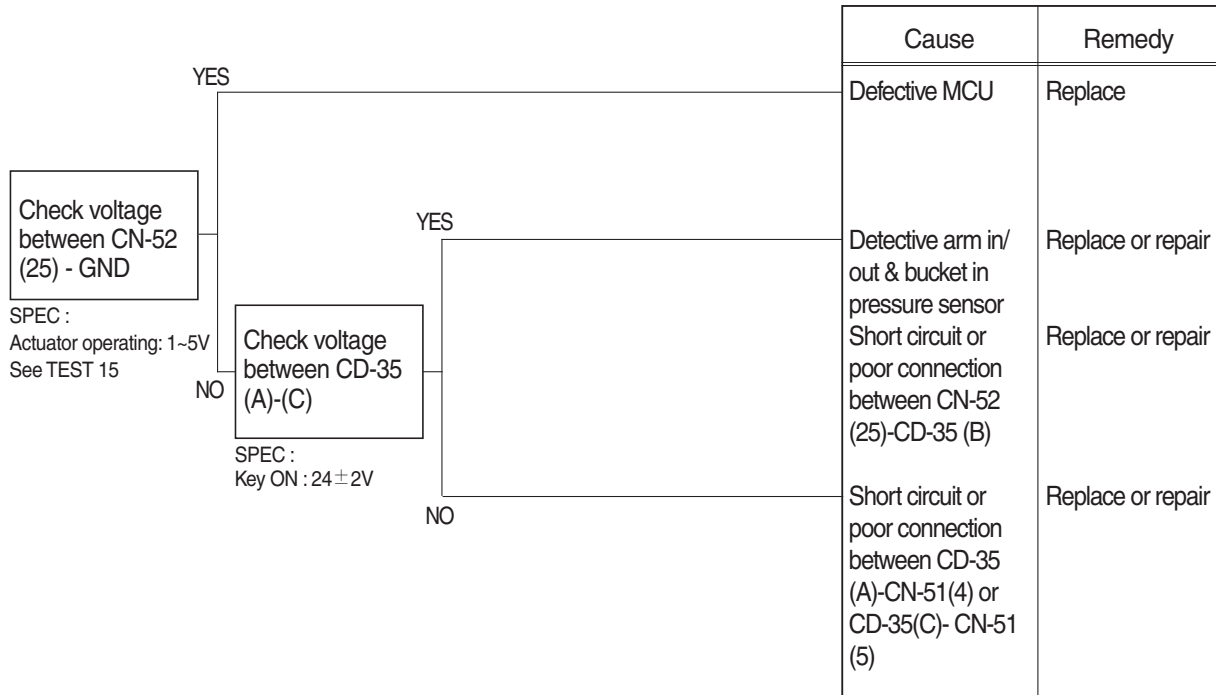 Cause
Remedy
YES
Defective MCU
Replace
Check voltage
between CN-52
(25) - GND
SPEC :
Actuator operating: 1~5V
See TEST 15
NO
YES
Check voltage
between CD-35
(A)-(C)
SPEC :
Key ON : 24±2V
NO
Detective arm in/
out & bucket in
pressure sensor
Replace or repair
Short circuit or
poor connection
between CN-52
(25)-CD-35 (B)
Replace or repair
Short circuit or
poor connection
between CD-35
(A)-CN-51(4) or
CD-35(C)- CN-51
(5)
Replace or repair